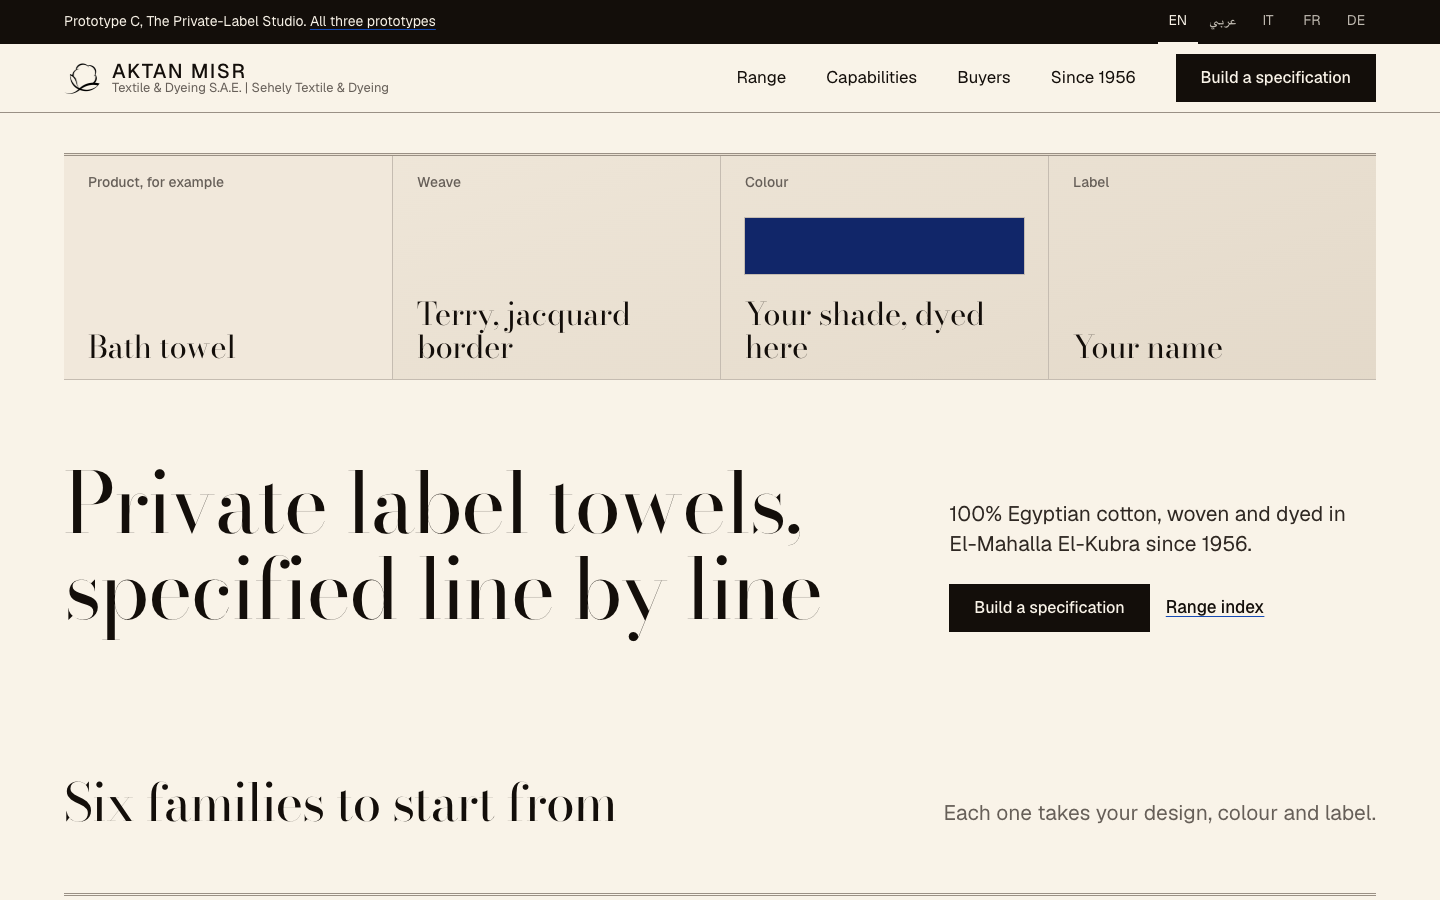 Prototype C, The Private-Label Studio. All three prototypes
EN عربي IT FR DE
AKTAN MISR
Textile & Dyeing S.A.E. | Sehely Textile & Dyeing
Range Capabilities Buyers Since 1956 Build a specification
Product, for example
Bath towel
Weave
Terry, jacquard
border
Colour
Your shade, dyed
here
Label
Your name
Private label towels,
specified line by line
100% Egyptian cotton, woven and dyed in
El-Mahalla El-Kubra since 1956.
Build a specification Range index
Six families to start from
Each one takes your design, colour and label.